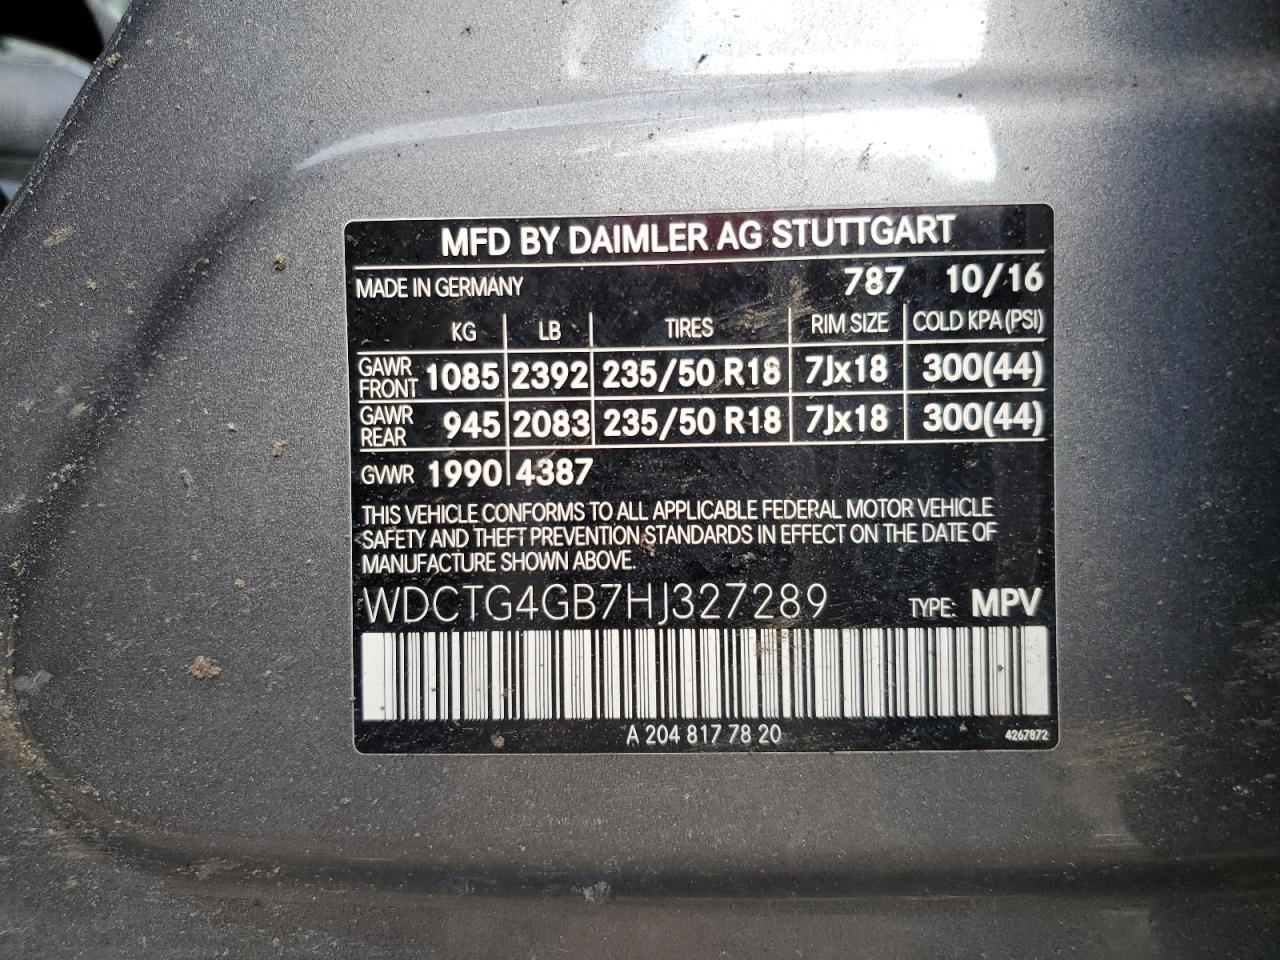 MFD BY DAIMLER AG STUTTGART
MADE IN GERMANY 787 10/16
KG LB TIRES RIM SIZE COLD KPA (PSI)
GAWR FRONT 1085 2392 235/50 R18 7Jx18 300(44)
GAWR REAR 945 2083 235/50 R18 7Jx18 300(44)
GVWR 1990 4387
THIS VEHICLE CONFORMS TO ALL APPLICABLE FEDERAL MOTOR VEHICLE
SAFETY AND THEFT PREVENTION STANDARDS IN EFFECT ON THE DATE OF
MANUFACTURE SHOWN ABOVE.
WDCTG4GB7HJ327289 TYPE: MPV
A 204 817 78 20 4267872